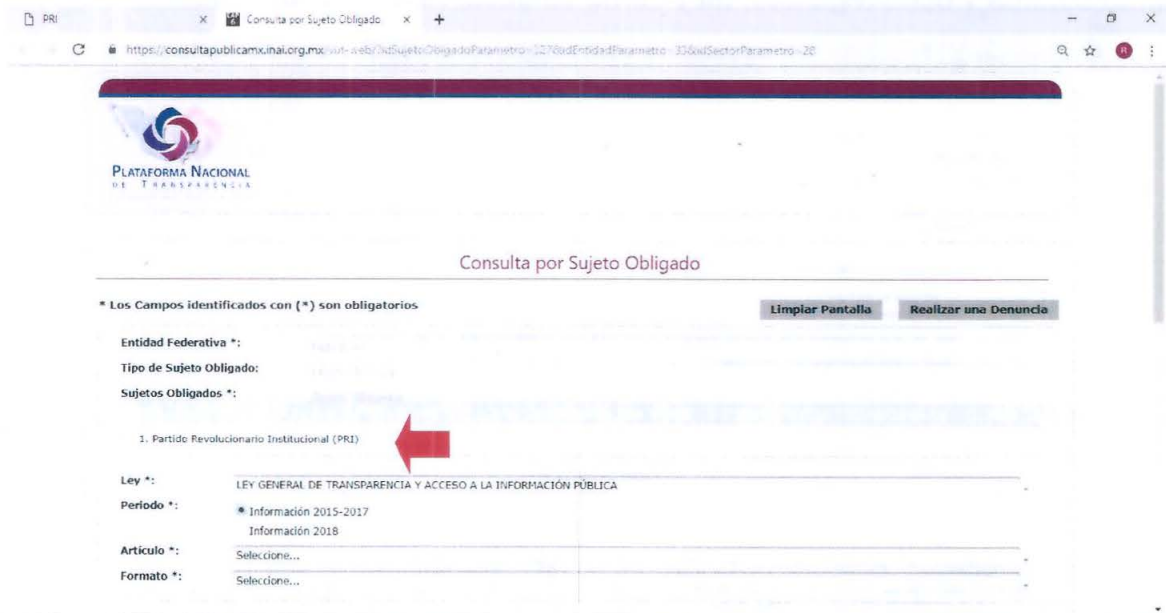 PRI
Consulta por Sujeto Obligado
https://consultapublicamx.inai.org.mx
R
PLATAFORMA NACIONAL
DE TRANSPARENCIA
Consulta por Sujeto Obligado
* Los Campos identificados con (*) son obligatorios
Limpiar Pantalla Realizar una Denuncia
Entidad Federativa *:
Tipo de Sujeto Obligado:
Sujetos Obligados *:
1. Partido Revolucionario Institucional (PRI)
Ley *: LEY GENERAL DE TRANSPARENCIA Y ACCESO A LA INFORMACIÓN PÚBLICA
Periodo *: Información 2015-2017
Información 2018
Artículo *: Seleccione...
Formato *: Seleccione...